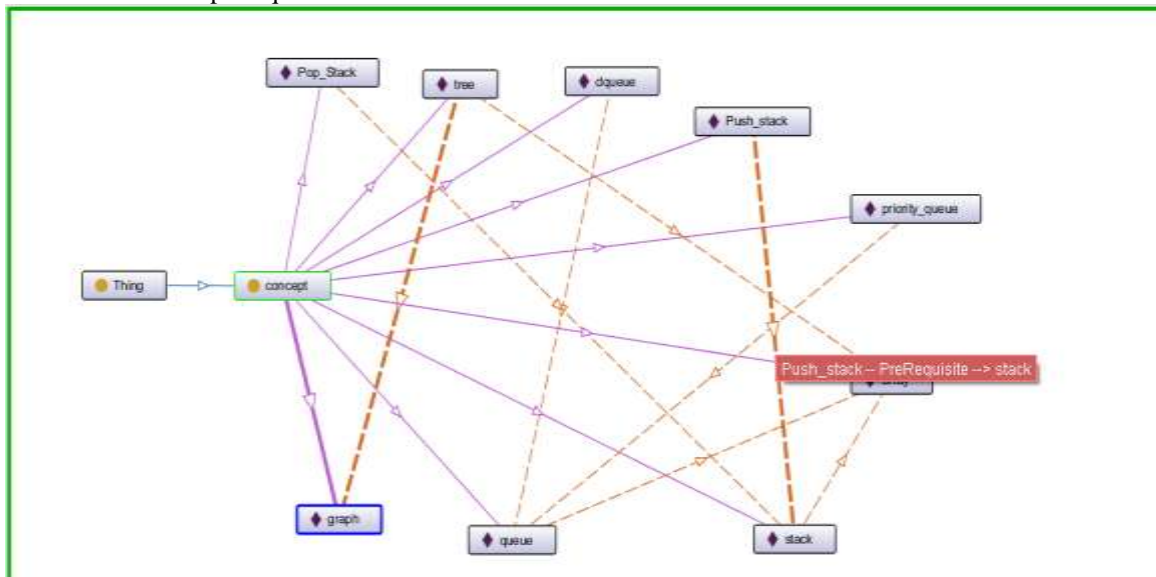 Pop_Stack
tree
dqueue
Push_stack
priority_queue
Thing
concept
Push_stack -- PreRequisite --> stack
graph
queue
stack